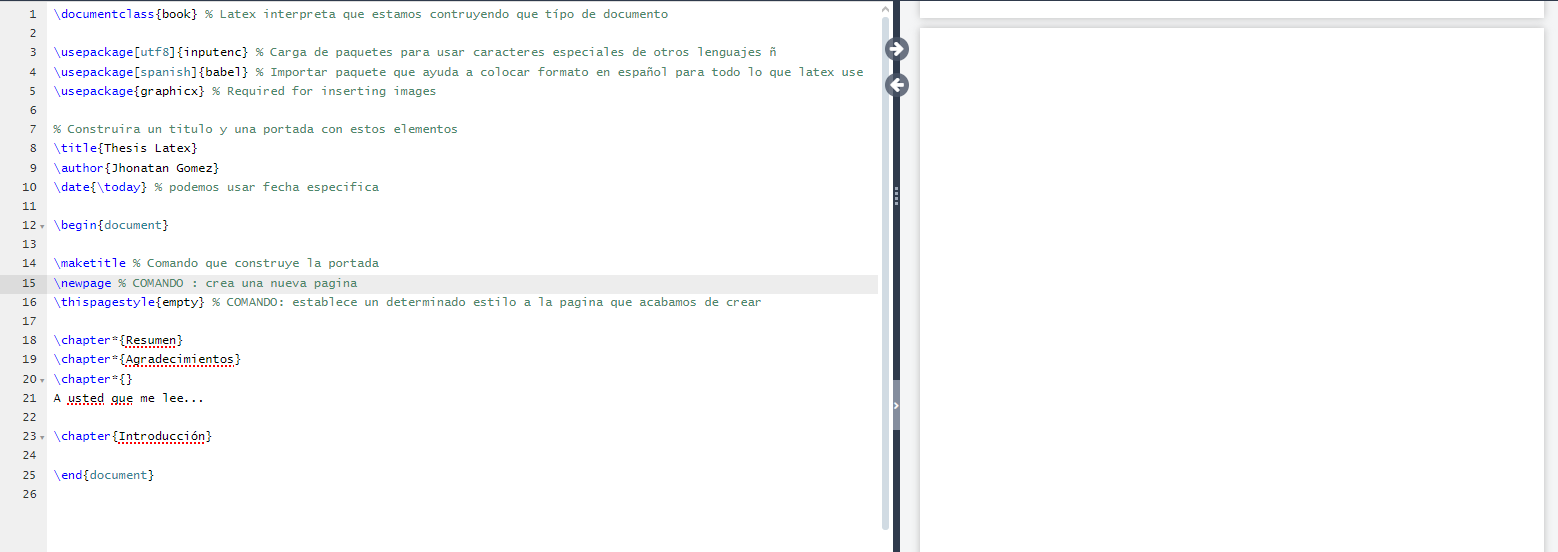 1 \documentclass{book} % Latex interpreta que estamos contruyendo que tipo de documento
2
3 \usepackage[utf8]{inputenc} % Carga de paquetes para usar caracteres especiales de otros lenguajes ñ
4 \usepackage[spanish]{babel} % Importar paquete que ayuda a colocar formato en español para todo lo que latex use
5 \usepackage{graphicx} % Required for inserting images
6
7 % Construira un titulo y una portada con estos elementos
8 \title{Thesis Latex}
9 \author{Jhonatan Gomez}
10 \date{\today} % podemos usar fecha especifica
11
12 \begin{document}
13
14 \maketitle % Comando que construye la portada
15 \newpage % COMANDO : crea una nueva pagina
16 \thispagestyle{empty} % COMANDO: establece un determinado estilo a la pagina que acabamos de crear
17
18 \chapter*{Resumen}
19 \chapter*{Agradecimientos}
20 \chapter*{}
21 A usted que me lee...
22
23 \chapter{Introducción}
24
25 \end{document}
26